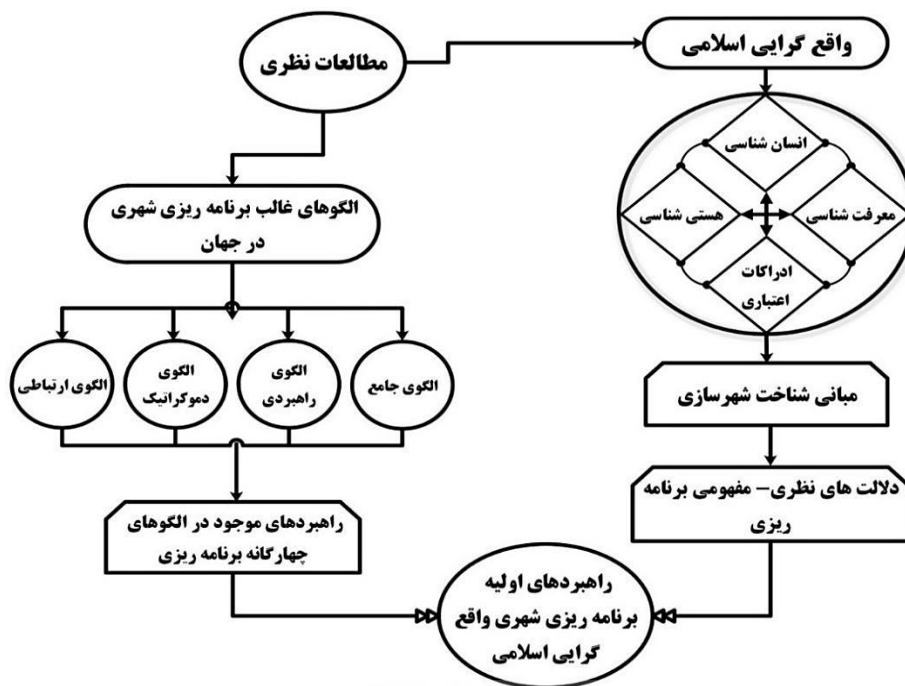 واقع گرایی اسلامی
مطالعات نظری
انسان شناسی
معرفت شناسی
هستی شناسی
ادراکات
اعتباری
الگوهای غالب برنامه ریزی شهری
در جهان
الگوی جامع
الگوی
راهبردی
الگوی
دموکراتیک
الگوی ارتباطی
مبانی شناخت شهرسازی
دلالت های نظری– مفهومی برنامه
ریزی
راهبردهای موجود در الگوهای
چهارگانه برنامه ریزی
راهبردهای اولیه
برنامه ریزی شهری واقع
گرایی اسلامی